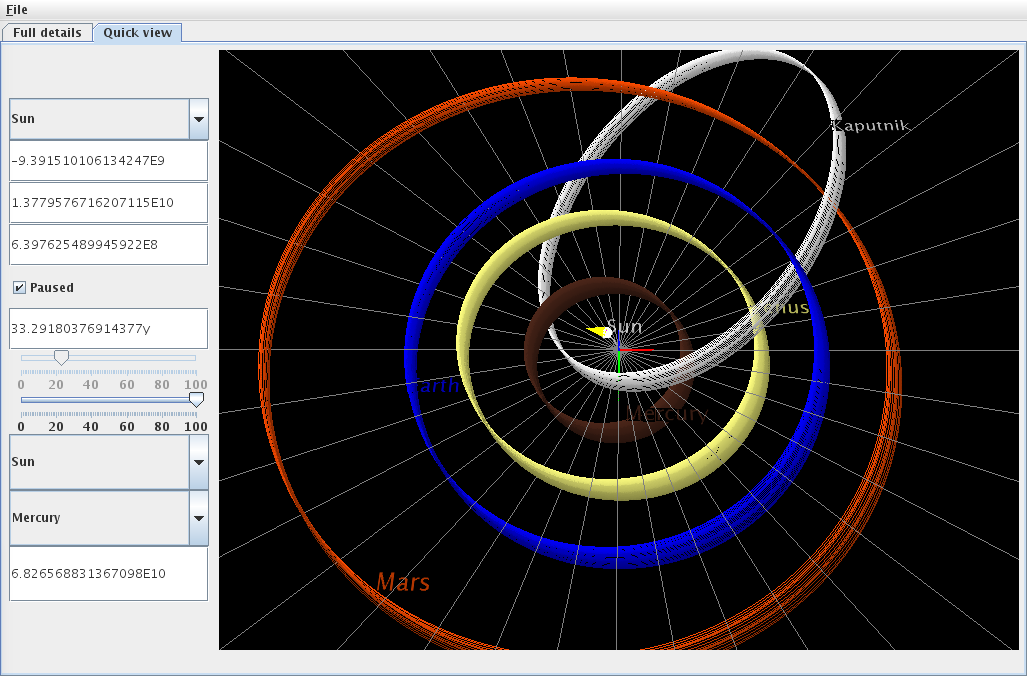 File
Full details Quick view
Sun
-9.391510106134247E9
1.3779576716207115E10
6.397625489945922E8
Paused
33.29180376914377y
0 20 40 60 80 100
0 20 40 60 80 100
Sun
Mercury
6.826568831367098E10
Kaputnik
nus
Sun
arth
Mercury
Mars